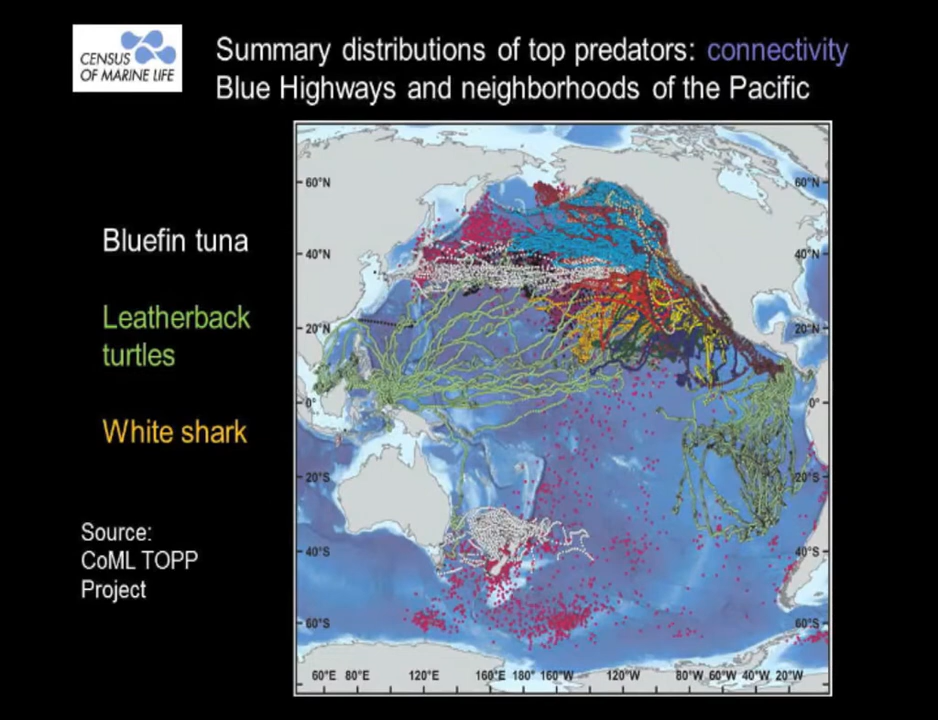 CENSUS
OF MARINE LIFE
Summary distributions of top predators: connectivity
Blue Highways and neighborhoods of the Pacific
Bluefin tuna
Leatherback
turtles
White shark
Source:
CoML TOPP
Project
60°N 60°N
40°N 40°N
20°N 20°N
0° 0°
20°S 20°S
40°S 40°S
60°S 60°S
60°E 80°E 120°E 160°E 180° 160°W 120°W 80°W 60°W 40°W 20°W